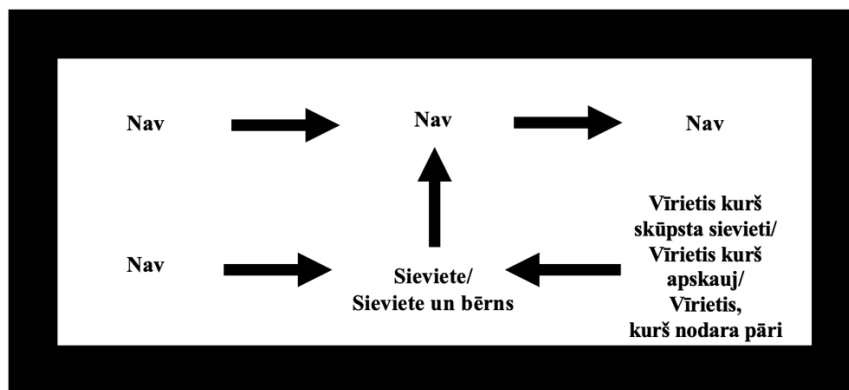 Nav
Nav
Nav
Nav
Sieviete/
Sieviete un bērns
Vīrietis kurš
skūpsta sievieti/
Vīrietis kurš
apskauj/
Vīrietis,
kurš nodara pāri